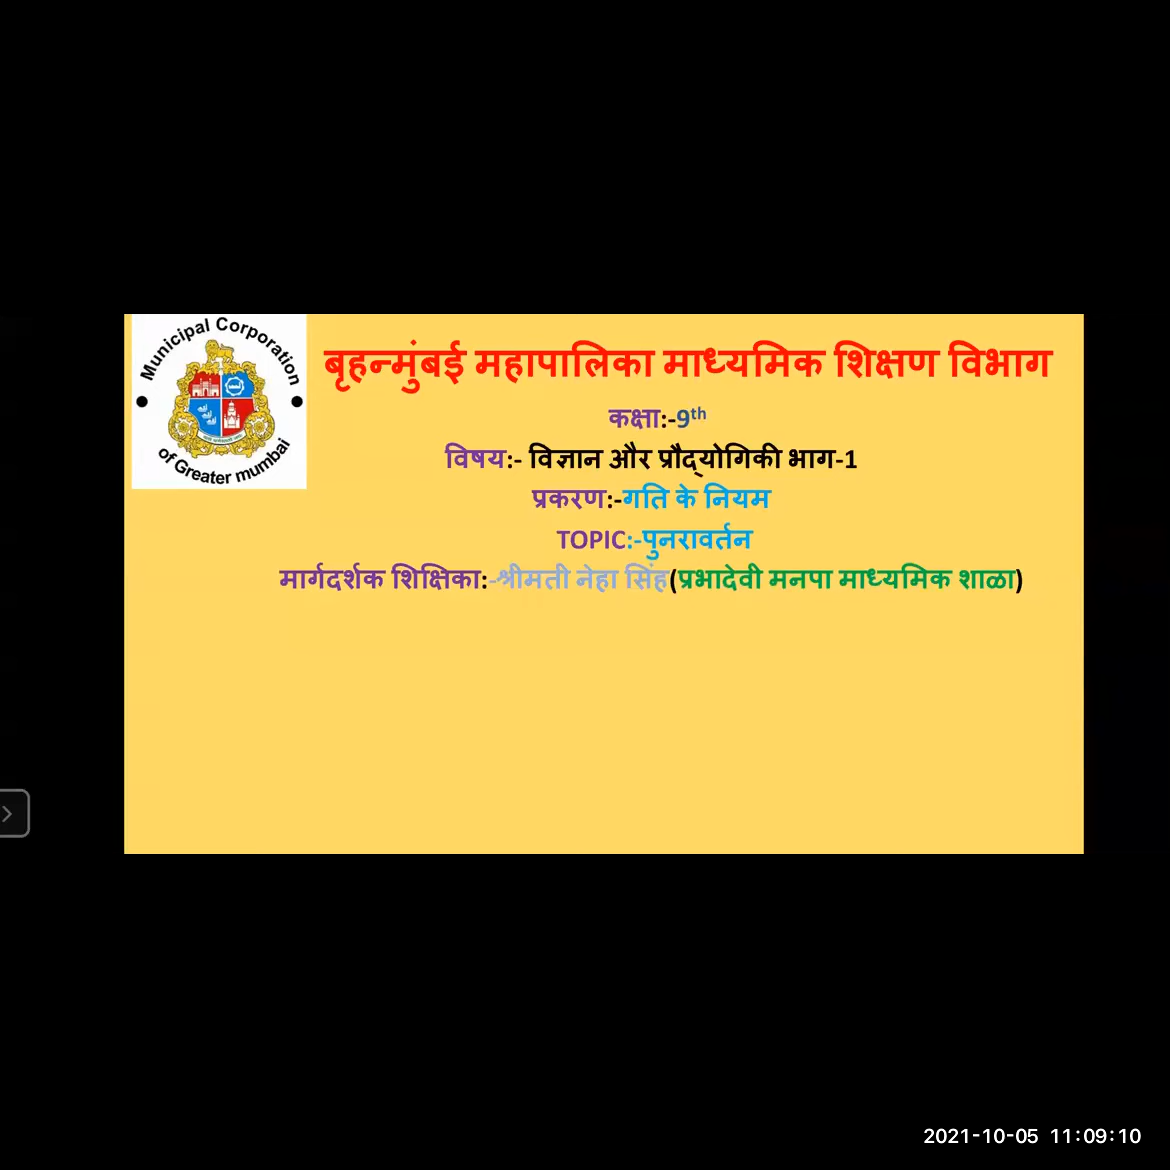 Municipal Corporation
of Greater mumbai
बृहन्मुंबई महापालिका माध्यमिक शिक्षण विभाग
कक्षा:-9th
विषय:- विज्ञान और प्रौद्योगिकी भाग-1
प्रकरण:-गति के नियम
TOPIC:-पुनरावर्तन
मार्गदर्शक शिक्षिका:-श्रीमती नेहा सिंह(प्रभादेवी मनपा माध्यमिक शाळा)
2021-10-05 11:09:10